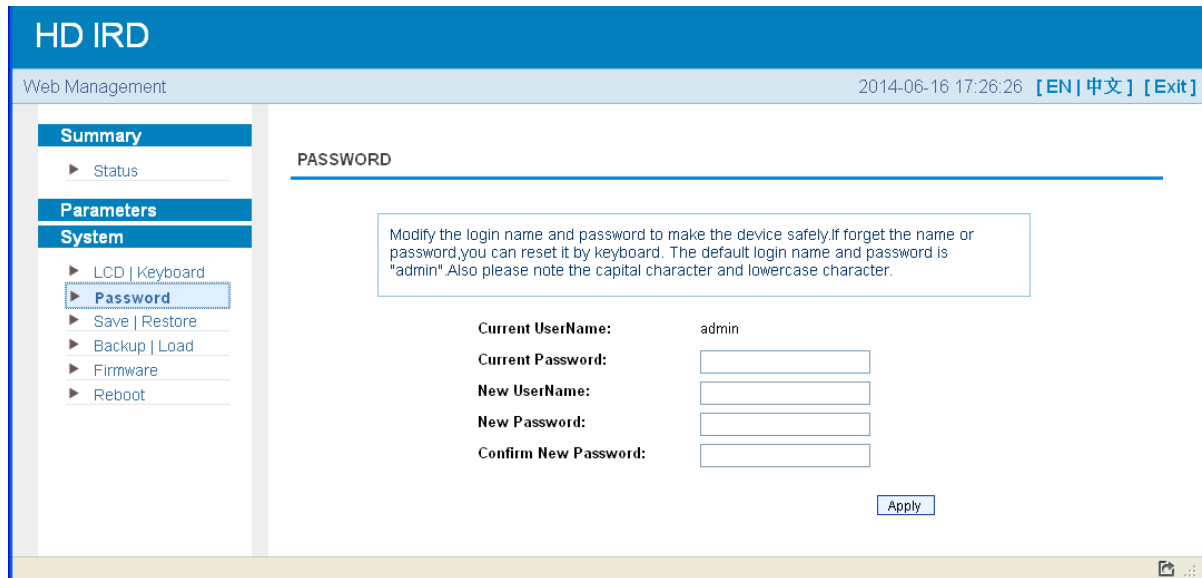 HD IRD
Web Management
2014-06-16 17:26:26 [ EN | 中文 ] [ Exit ]
Summary
Status
Parameters
System
LCD | Keyboard
Password
Save | Restore
Backup | Load
Firmware
Reboot
PASSWORD
Modify the login name and password to make the device safely.If forget the name or
password,you can reset it by keyboard. The default login name and password is
"admin".Also please note the capital character and lowercase character.
Current UserName: admin
Current Password:
New UserName:
New Password:
Confirm New Password:
Apply